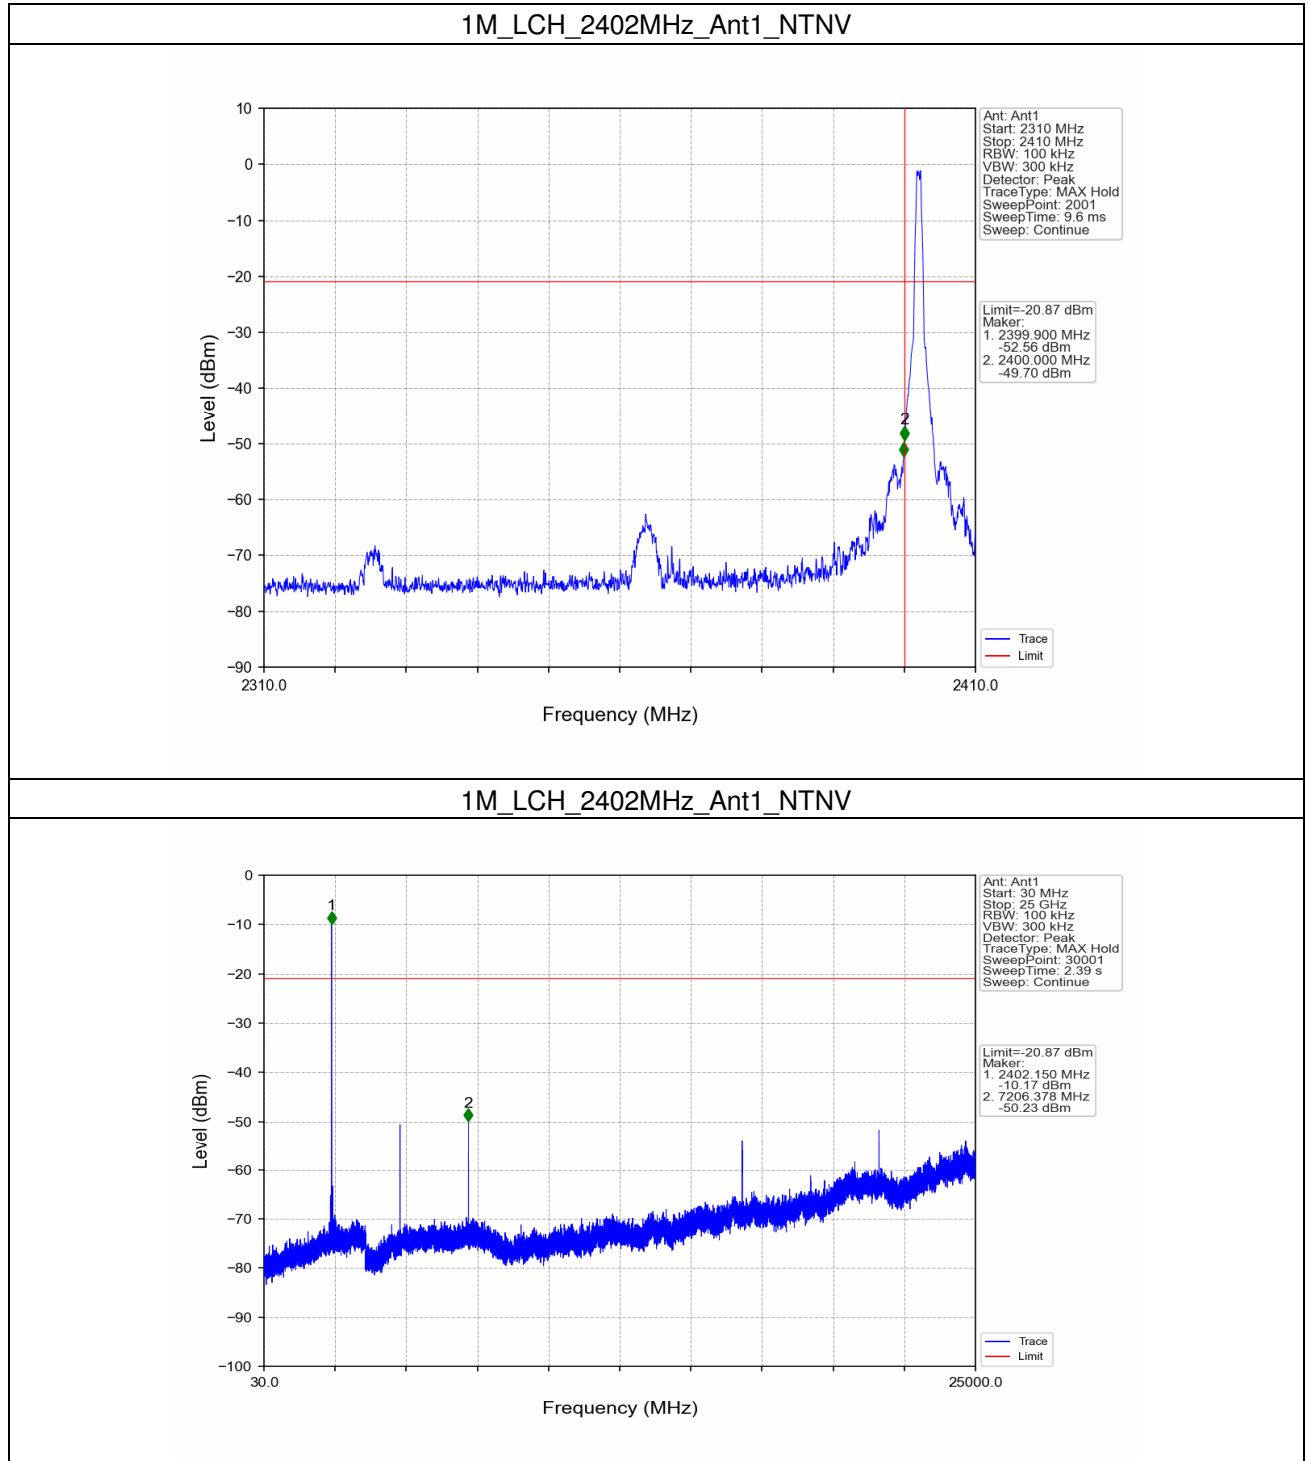 1M_LCH_2402MHz_Ant1_NTNV
10
0
−10
−20
−30
−40
−50
−60
−70
−80
−90
Level (dBm)
2310.0
2410.0
Frequency (MHz)
2
Ant: Ant1
Start: 2310 MHz
Stop: 2410 MHz
RBW: 100 kHz
VBW: 300 kHz
Detector: Peak
TraceType: MAX Hold
SweepPoint: 2001
SweepTime: 9.6 ms
Sweep: Continue
Limit=-20.87 dBm
Maker:
1. 2399.900 MHz
-52.56 dBm
2. 2400.000 MHz
-49.70 dBm
Trace
Limit
1M_LCH_2402MHz_Ant1_NTNV
0
−10
−20
−30
−40
−50
−60
−70
−80
−90
−100
Level (dBm)
30.0
25000.0
Frequency (MHz)
1
2
Ant: Ant1
Start: 30 MHz
Stop: 25 GHz
RBW: 100 kHz
VBW: 300 kHz
Detector: Peak
TraceType: MAX Hold
SweepPoint: 30001
SweepTime: 2.39 s
Sweep: Continue
Limit=-20.87 dBm
Maker:
1. 2402.150 MHz
-10.17 dBm
2. 7206.378 MHz
-50.23 dBm
Trace
Limit